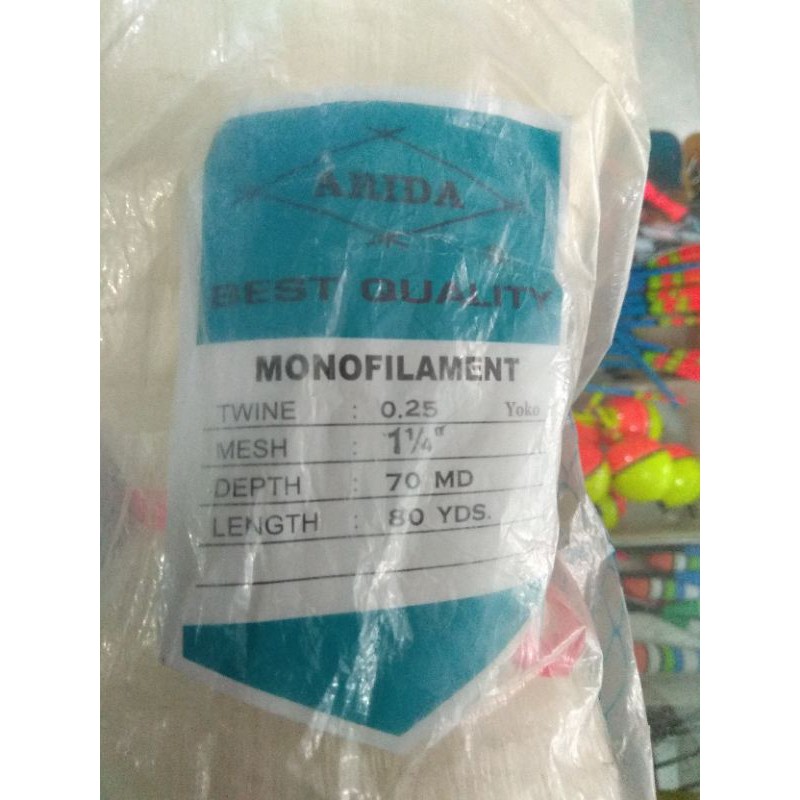 ARIDA
BEST QUALITY
MONOFILAMENT
TWINE : 0.25 Yoko
MESH : 1¼"
DEPTH : 70 MD
LENGTH : 80 YDS.